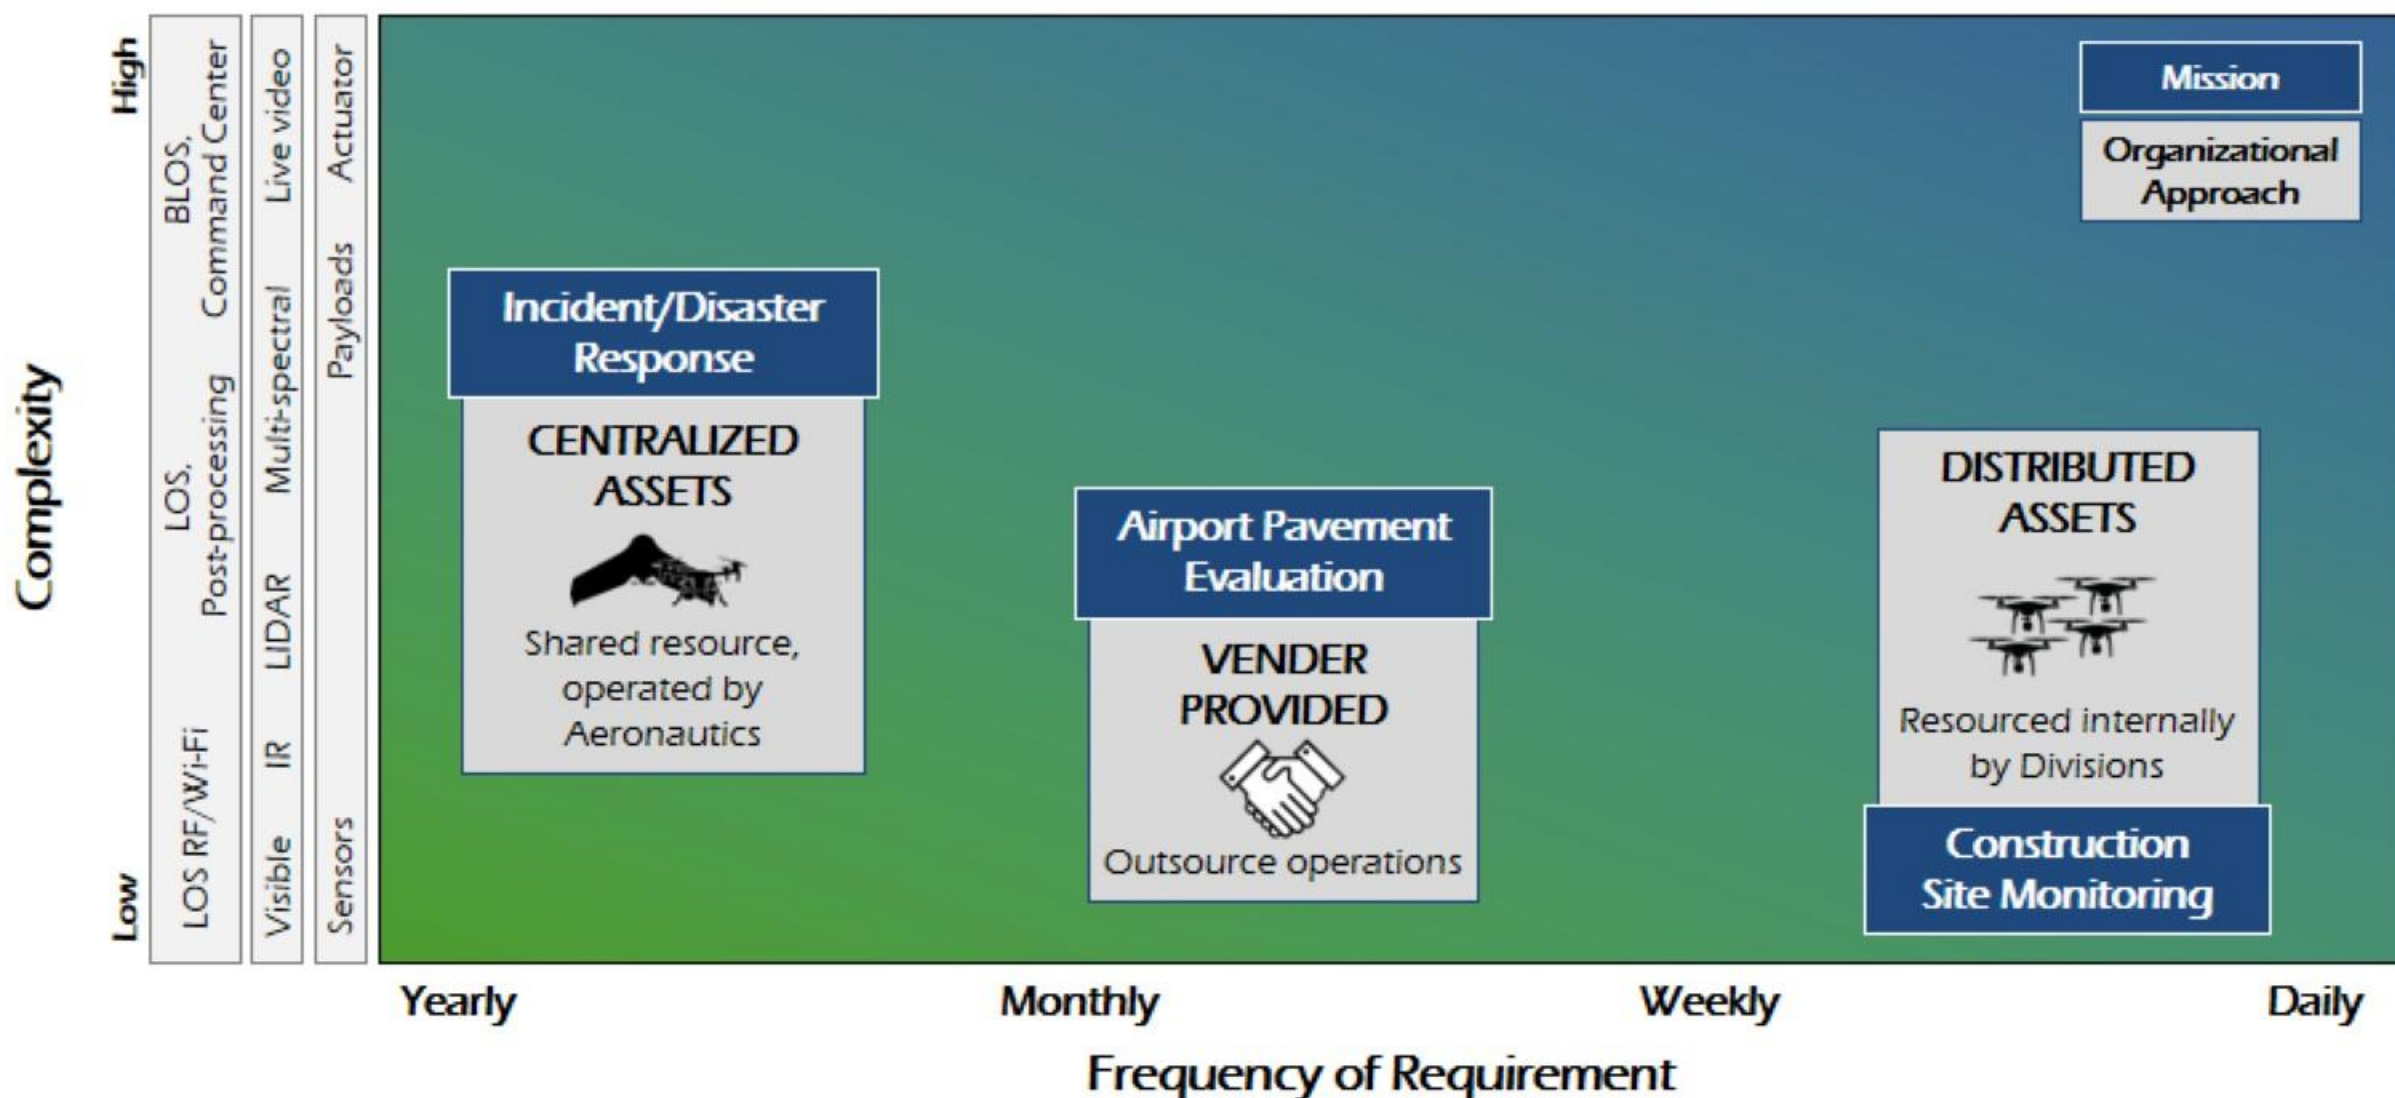 Complexity
High
Low
BLOS,
Command Center
LOS,
Post-processing
LOS RF/Wi-Fi
Live video
Multi-spectral
LIDAR
IR
Visible
Actuator
Payloads
Sensors
Mission
Organizational
Approach
Incident/Disaster
Response
CENTRALIZED
ASSETS
Shared resource,
operated by
Aeronautics
Airport Pavement
Evaluation
VENDER
PROVIDED
Outsource operations
DISTRIBUTED
ASSETS
Resourced internally
by Divisions
Construction
Site Monitoring
Yearly
Monthly
Weekly
Daily
Frequency of Requirement